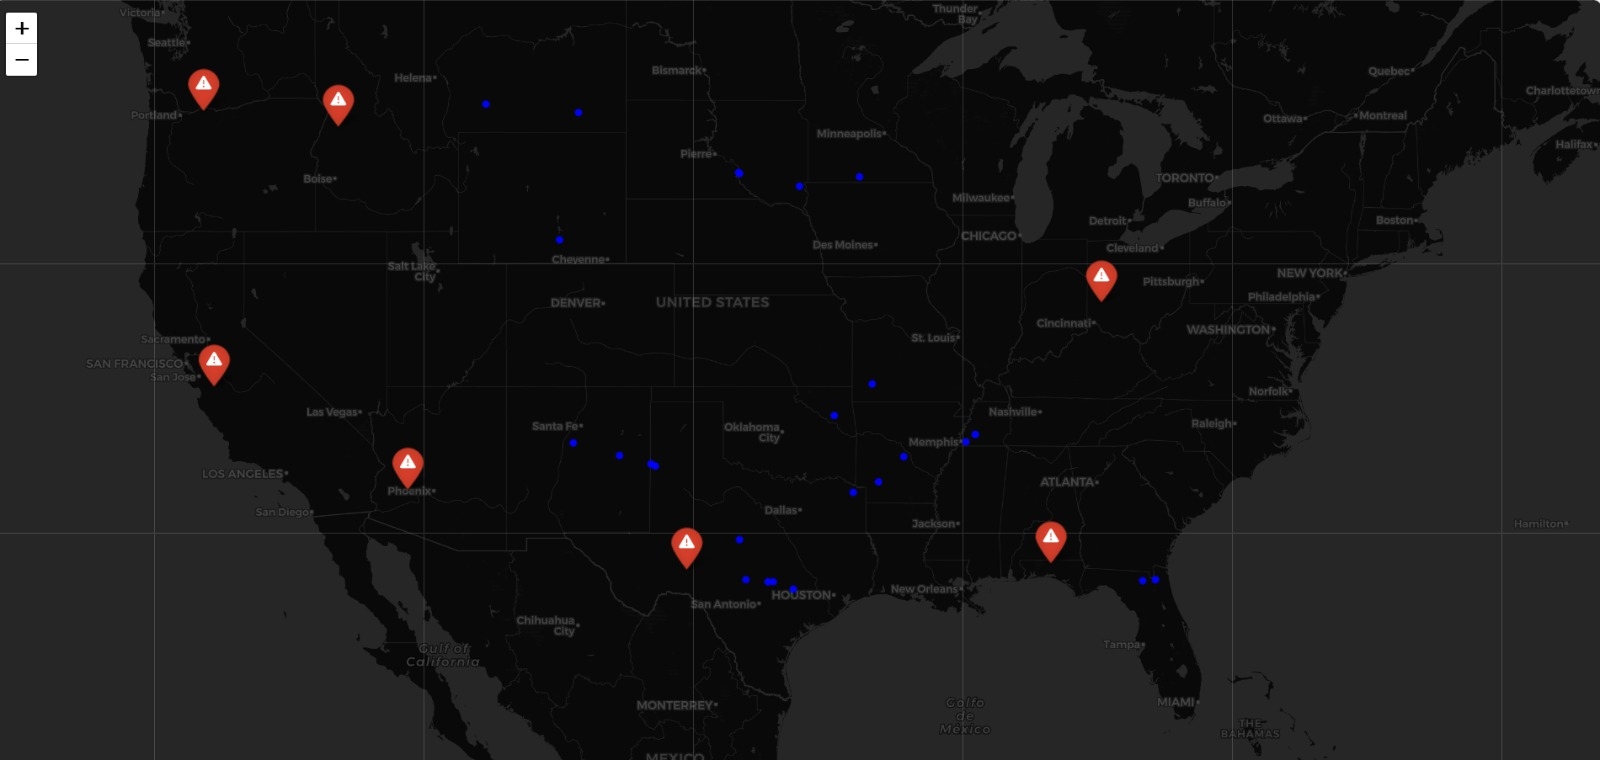 +
−
Victoria
Seattle
Portland
Helena
Boise
Bismarck
Pierre
Thunder
Bay
Minneapolis
Milwaukee
CHICAGO
Des Moines
Detroit
Cleveland
TORONTO
Buffalo
Ottawa
Montreal
Quebec
Charlottetown
Halifax
Boston
NEW YORK
Philadelphia
Pittsburgh
WASHINGTON
Cincinnati
St. Louis
Norfolk
Raleigh
Nashville
Memphis
ATLANTA
Jackson
New Orleans
Tampa
MIAMI
Salt Lake
City
Cheyenne
DENVER
UNITED STATES
Sacramento
SAN FRANCISCO
San Jose
Las Vegas
LOS ANGELES
San Diego
Phoenix
Santa Fe
Oklahoma
City
Dallas
HOUSTON
San Antonio
Chihuahua
City
Gulf of
California
MONTERREY
MEXICO
Golfo
de
México
THE
BAHAMAS
Hamilton